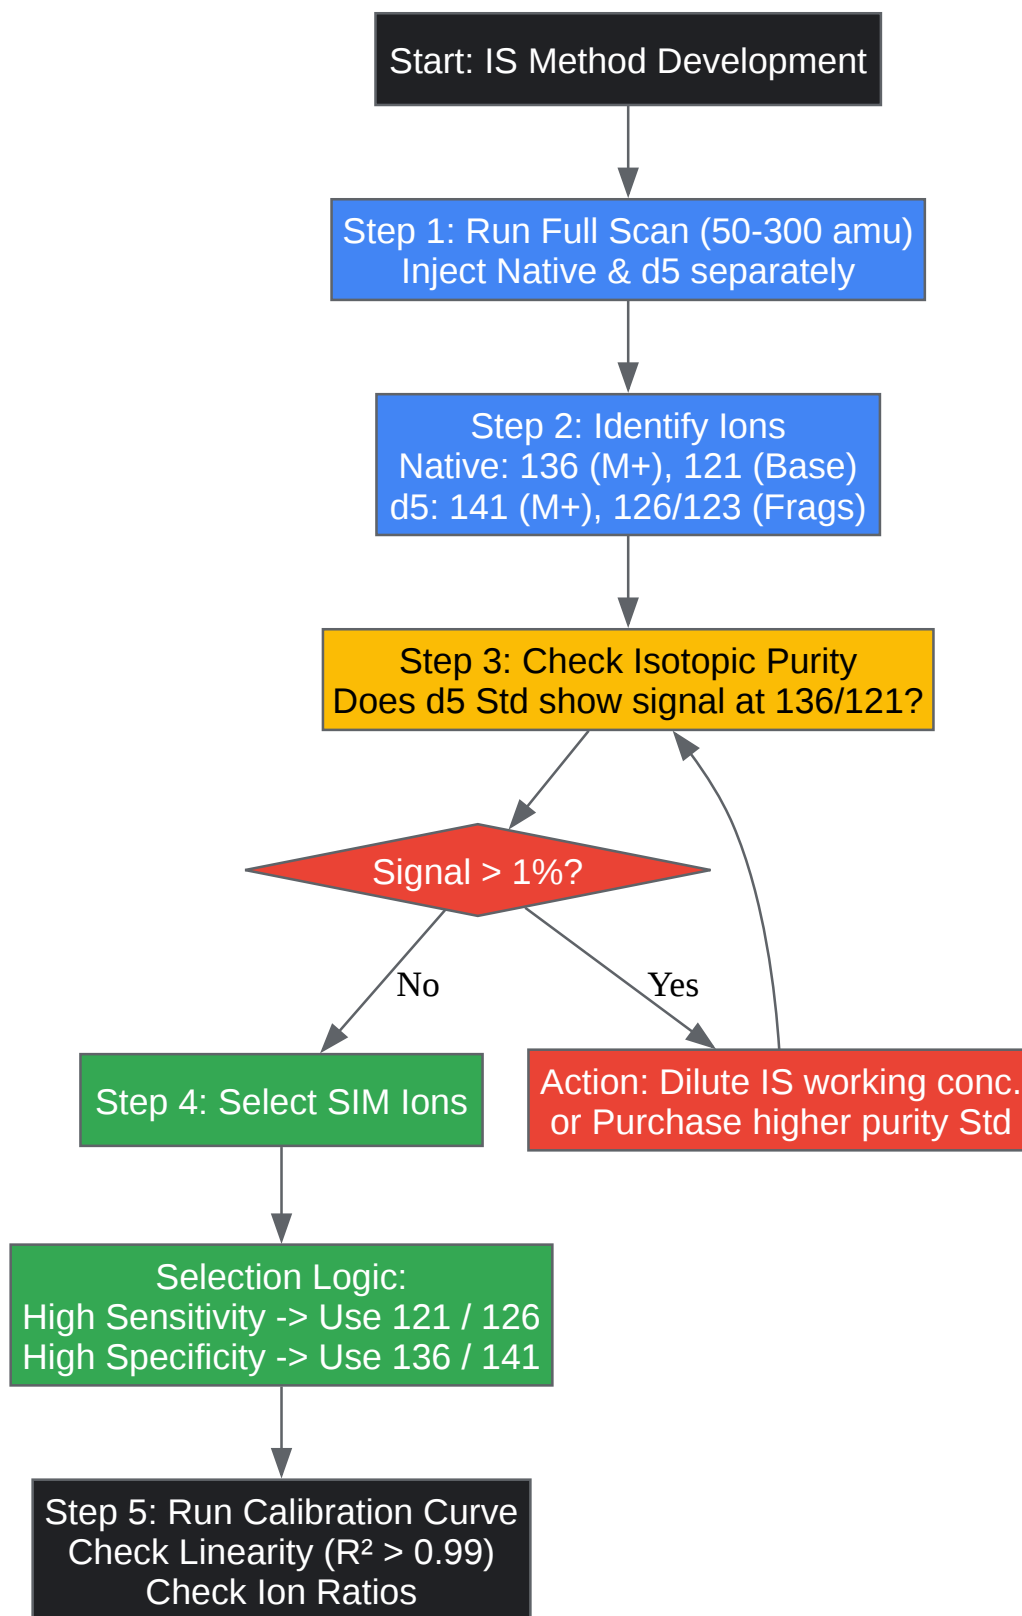 Start: IS Method Development
Step 1: Run Full Scan (50-300 amu)
Inject Native & d5 separately
Step 2: Identify Ions
Native: 136 (M+), 121 (Base)
d5: 141 (M+), 126/123 (Frags)
Step 3: Check Isotopic Purity
Does d5 Std show signal at 136/121?
Signal > 1%?
No
Yes
Step 4: Select SIM Ions
Action: Dilute IS working conc.
or Purchase higher purity Std
Selection Logic:
High Sensitivity -> Use 121 / 126
High Specificity -> Use 136 / 141
Step 5: Run Calibration Curve
Check Linearity (R² > 0.99)
Check Ion Ratios